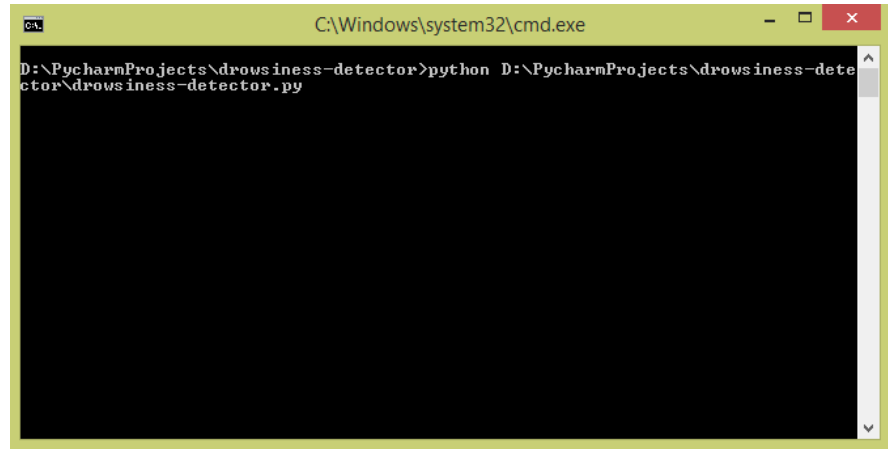 C:\Windows\system32\cmd.exe
D:\PycharmProjects\drowsiness-detector>python D:\PycharmProjects\drowsiness-dete
ctor\drowsiness-detector.py